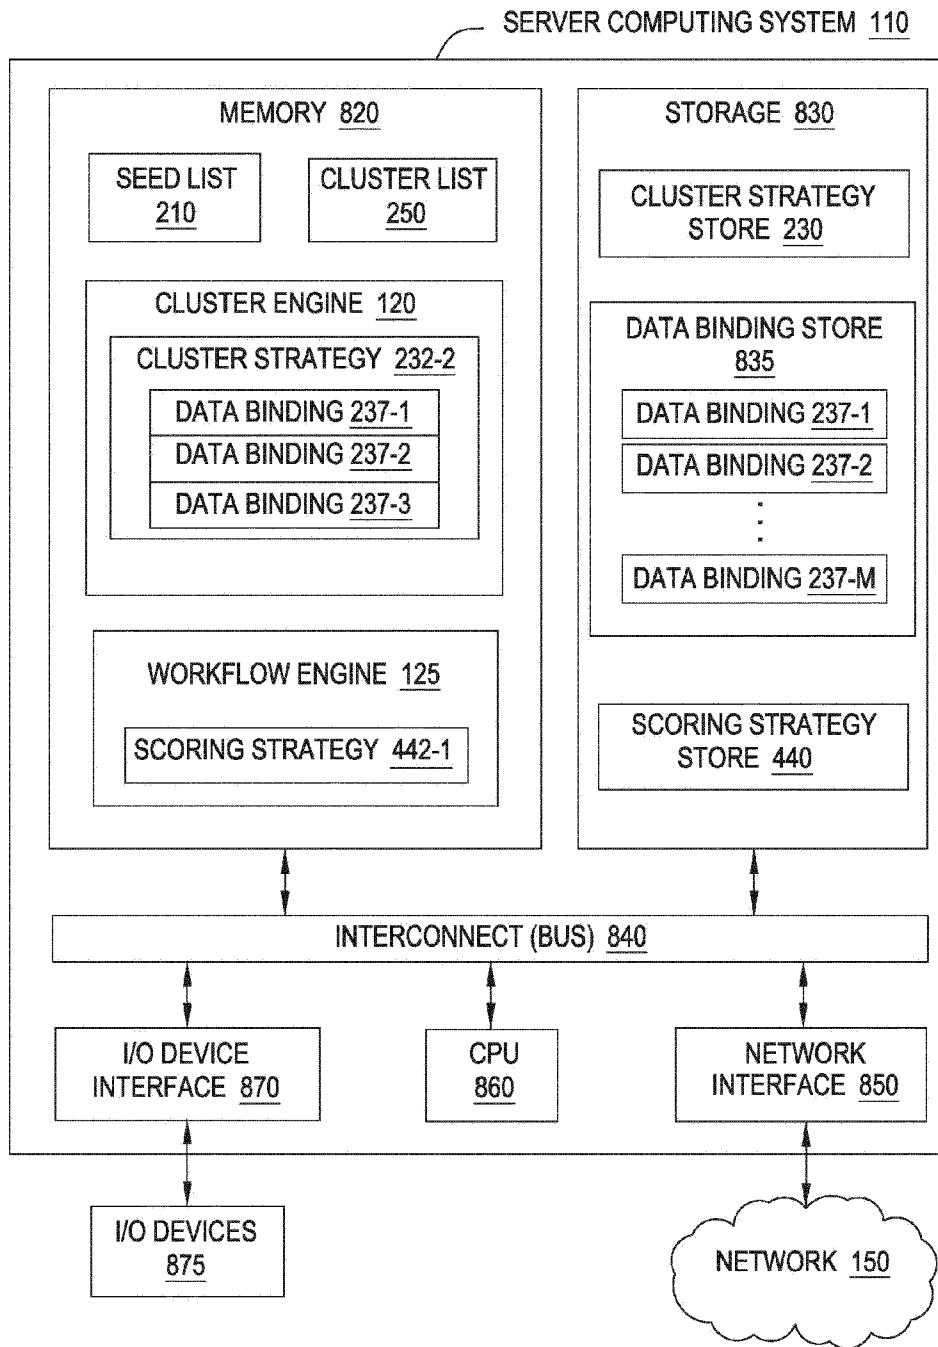 SERVER COMPUTING SYSTEM 110
MEMORY 820
SEED LIST
210
CLUSTER LIST
250
CLUSTER ENGINE 120
CLUSTER STRATEGY 232-2
DATA BINDING 237-1
DATA BINDING 237-2
DATA BINDING 237-3
WORKFLOW ENGINE 125
SCORING STRATEGY 442-1
STORAGE 830
CLUSTER STRATEGY
STORE 230
DATA BINDING STORE
835
DATA BINDING 237-1
DATA BINDING 237-2
DATA BINDING 237-M
SCORING STRATEGY
STORE 440
INTERCONNECT (BUS) 840
I/O DEVICE
INTERFACE 870
CPU
860
NETWORK
INTERFACE 850
I/O DEVICES
875
NETWORK 150